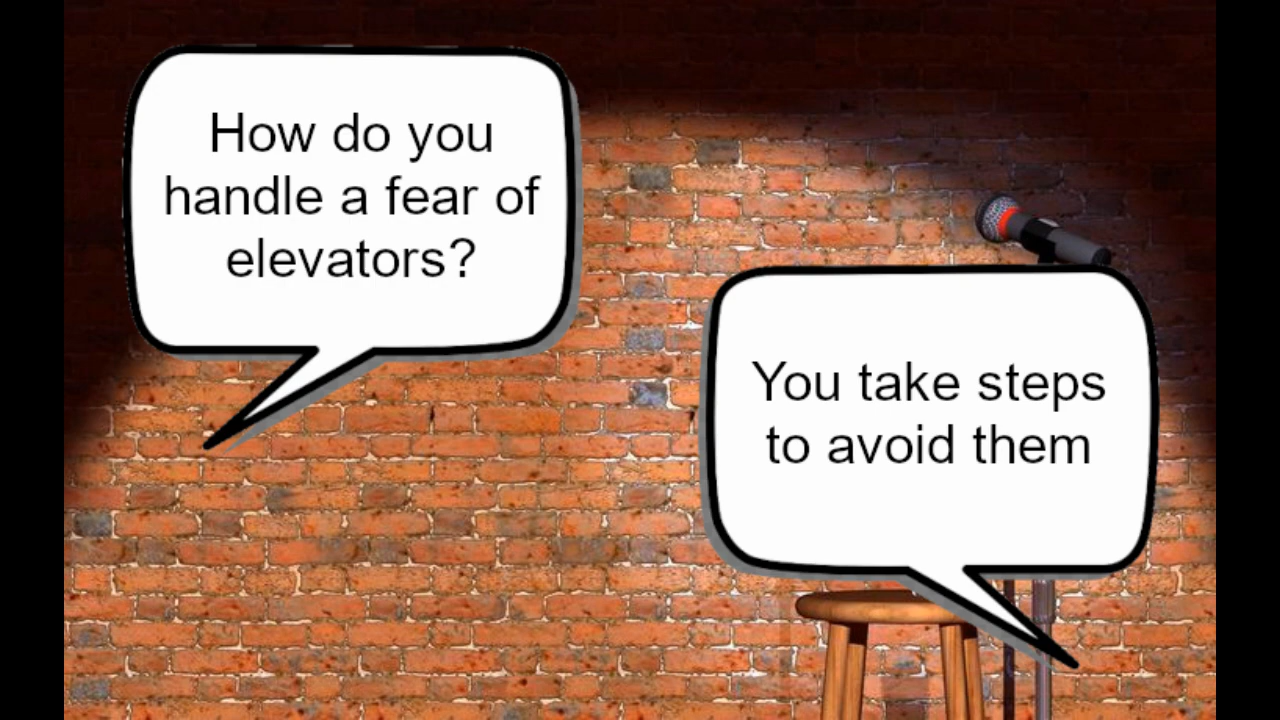 How do you
handle a fear of
elevators?
You take steps
to avoid them